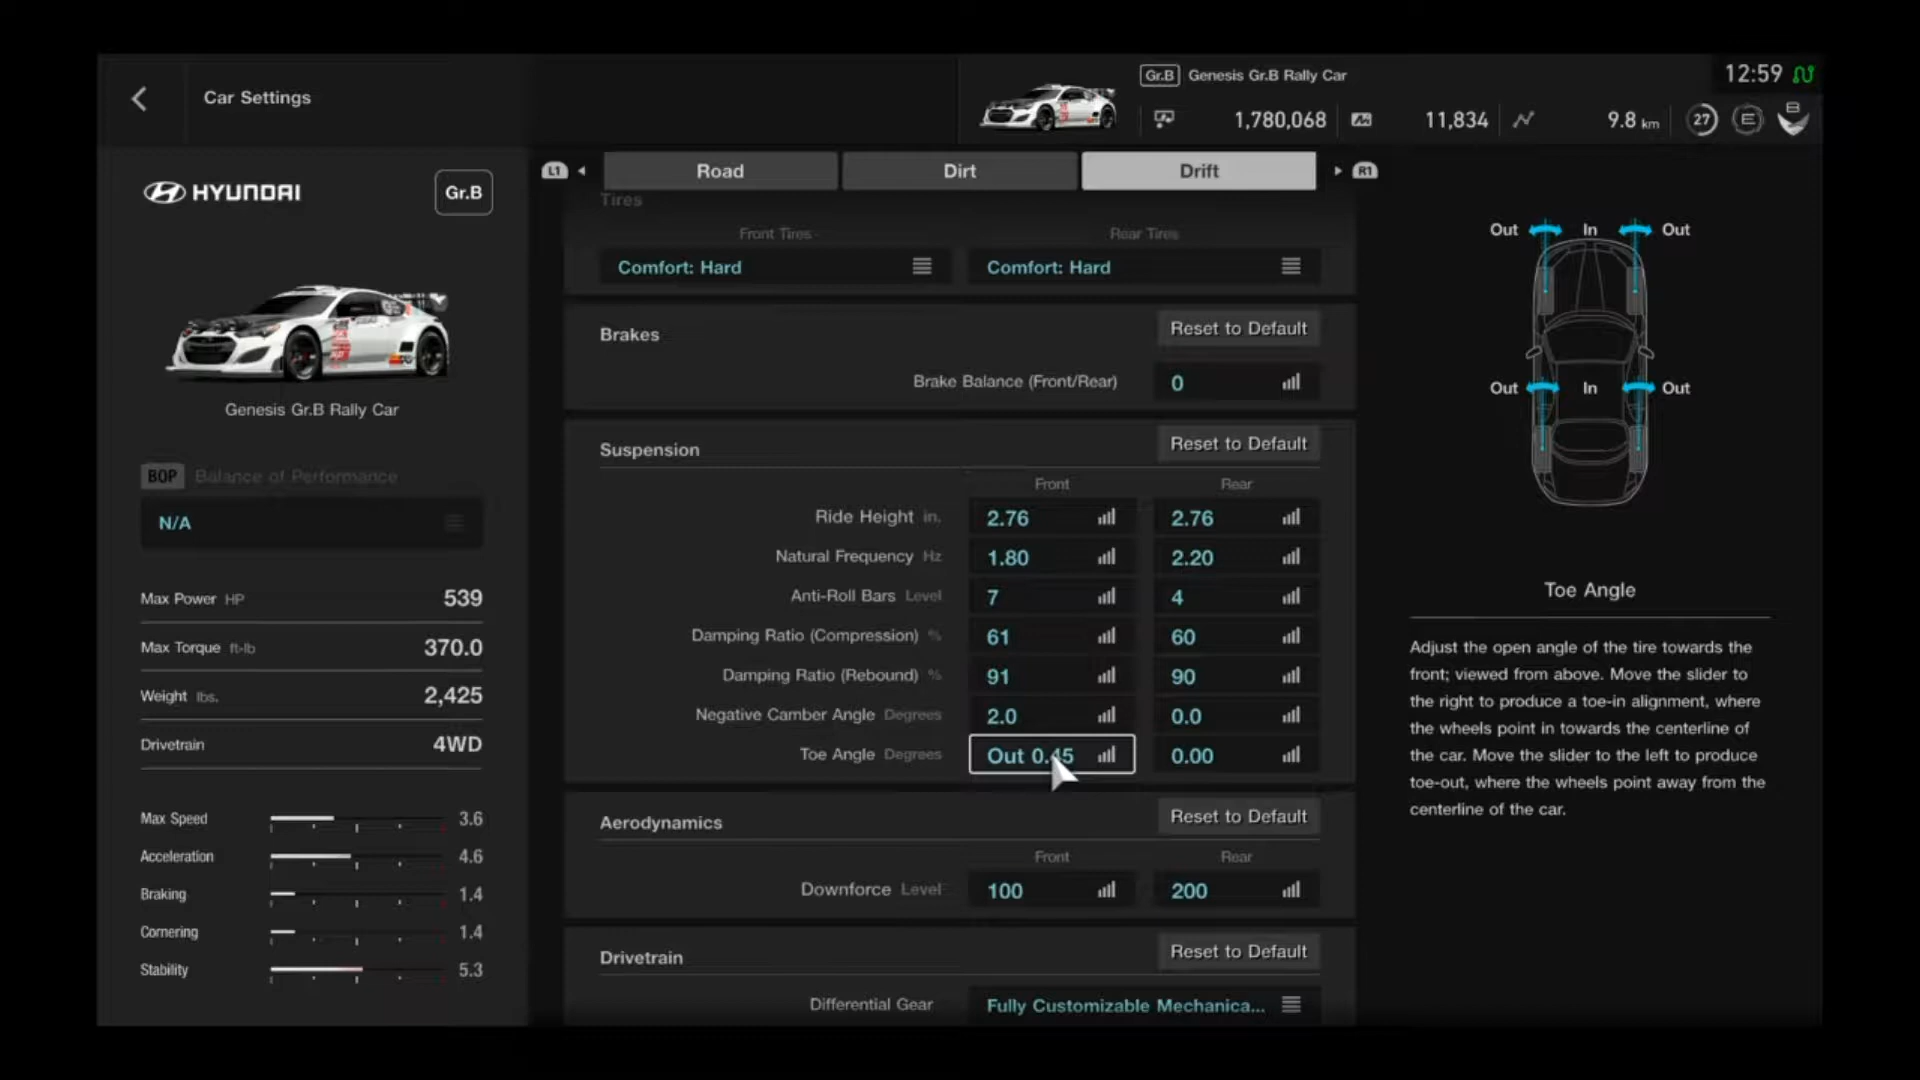 Car Settings
Gr.B Genesis Gr.B Rally Car
12:59
1,780,068
11,834
9.8 km
27
E
B
HYUNDAI
Gr.B
Genesis Gr.B Rally Car
BOP Balance of Performance
N/A
Max Power HP 539
Max Torque ft-lb 370.0
Weight lbs. 2,425
Drivetrain 4WD
Max Speed 3.6
Acceleration 4.6
Braking 1.4
Cornering 1.4
Stability 5.3
L1 Road Dirt Drift R1
Tires
Front Tires Rear Tires
Comfort: Hard Comfort: Hard
Brakes Reset to Default
Brake Balance (Front/Rear) 0
Suspension Reset to Default
Front Rear
Ride Height in. 2.76 2.76
Natural Frequency Hz 1.80 2.20
Anti-Roll Bars Level 7 4
Damping Ratio (Compression) % 61 60
Damping Ratio (Rebound) % 91 90
Negative Camber Angle Degrees 2.0 0.0
Toe Angle Degrees Out 0.45 0.00
Aerodynamics Reset to Default
Front Rear
Downforce Level 100 200
Drivetrain Reset to Default
Differential Gear Fully Customizable Mechanica...
Out In Out
Out In Out
Toe Angle
Adjust the open angle of the tire towards the
front; viewed from above. Move the slider to
the right to produce a toe-in alignment, where
the wheels point in towards the centerline of
the car. Move the slider to the left to produce
toe-out, where the wheels point away from the
centerline of the car.